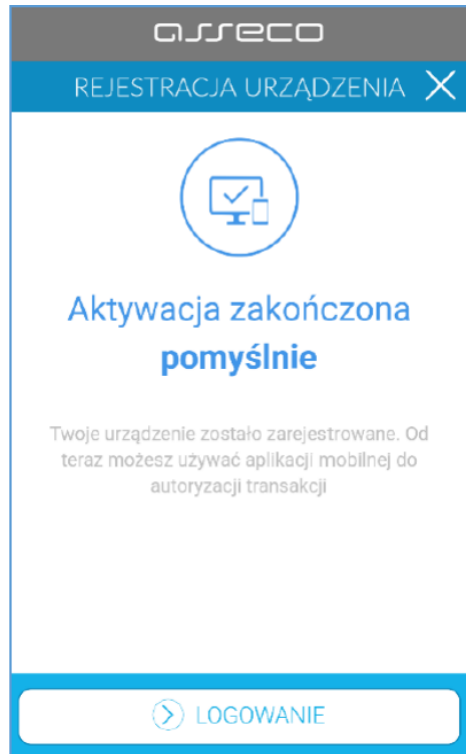 asseco
REJESTRACJA URZĄDZENIA
Aktywacja zakończona
pomyślnie
Twoje urządzenie zostało zarejestrowane. Od
teraz możesz używać aplikacji mobilnej do
autoryzacji transakcji
LOGOWANIE